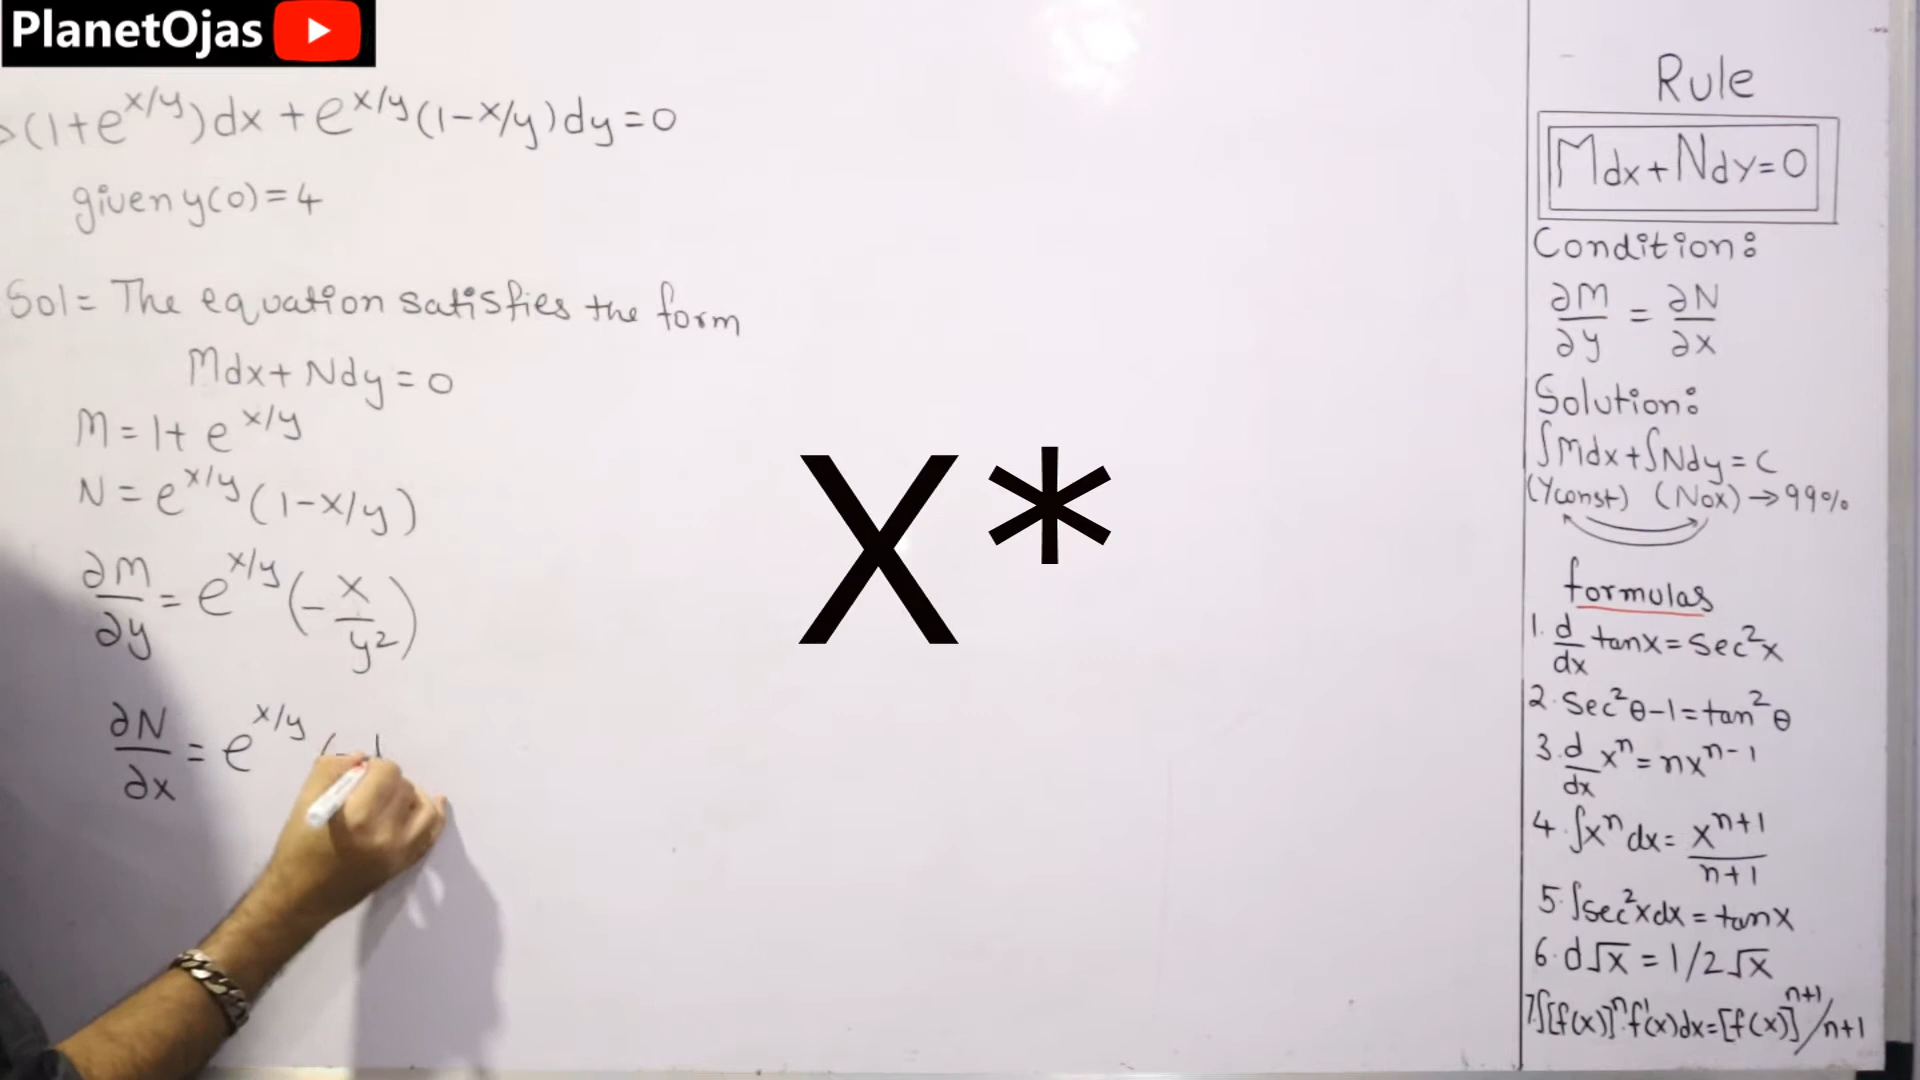 PlanetOjas
(1+e^x/y)dx+e^x/y(1-x/y)dy=0
given y(0)=4
Sol= The equation satisfies the form
Mdx+Ndy=0
M=1+e^x/y
N=e^x/y(1-x/y)
∂M/∂y=e^x/y(-x/y²)
∂N/∂x=e^x/y(-1
X*
Rule
Mdx+Ndy=0
Condition:
∂M/∂y=∂N/∂x
Solution:
∫Mdx+∫Ndy=c
(Yconst) (Nox)→99%
formulas
1. d/dx tanx=sec²x
2. Sec²θ-1=tan²θ
3. d/dx xⁿ=nxⁿ⁻¹
4. ∫xⁿdx=xⁿ⁺¹/n+1
5. ∫sec²xdx=tanx
6. d√x=1/2√x
7. ∫[f(x)]ⁿf'(x)dx=[f(x)]ⁿ⁺¹/n+1